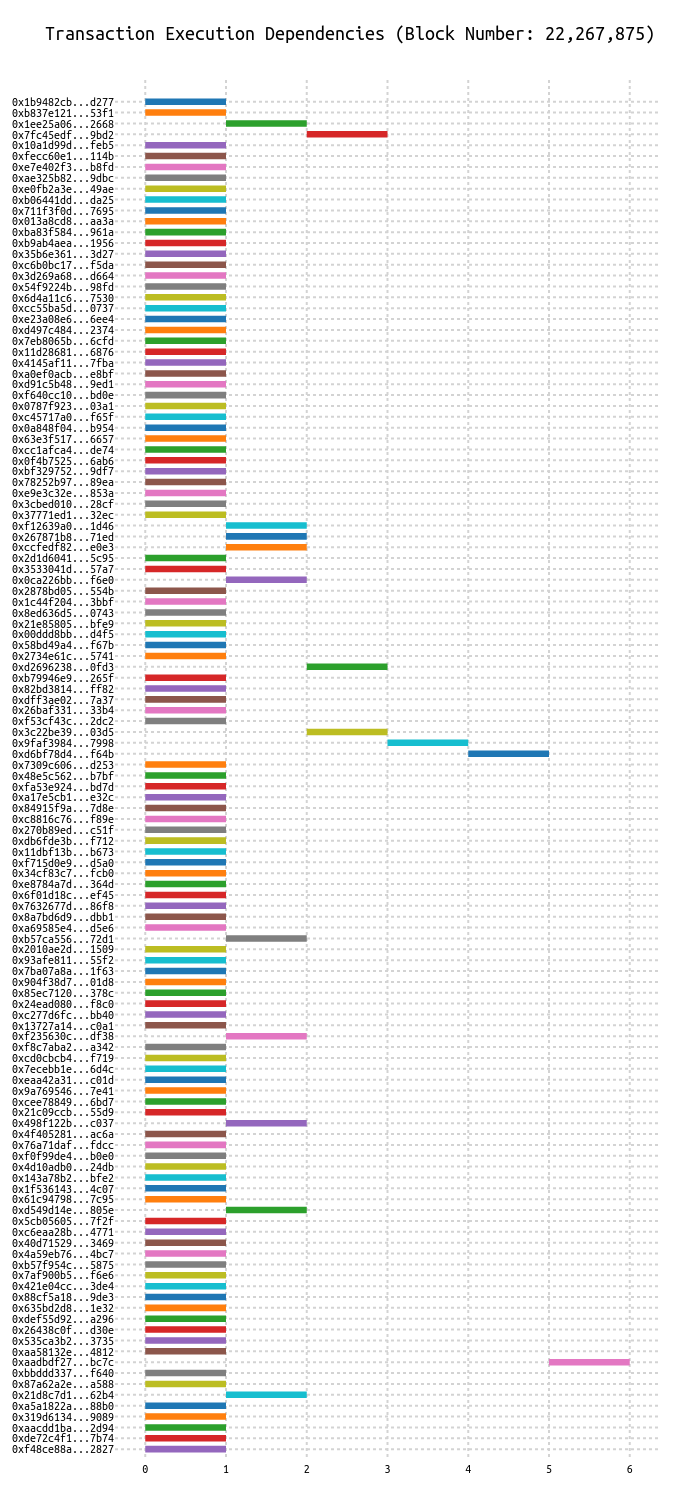 Transaction Execution Dependencies (Block Number: 22,267,875)
0x1b9482cb...d277
0xb837e121...53f1
0x1ee25a06...2668
0x7fc45edf...9bd2
0x10a1d99d...feb5
0xfecc60e1...114b
0xe7e402f3...b8fd
0xae325b82...9dbc
0xe0fb2a3e...49ae
0xb06441dd...da25
0x711f3f0d...7695
0x013a8cd8...aa3a
0xba83f584...961a
0xb9ab4aea...1956
0x35b6e361...3d27
0xc6b0bc17...f5da
0x3d269a68...d664
0x54f9224b...98fd
0x6d4a11c6...7530
0xcc55ba5d...0737
0xe23a08e6...6ee4
0xd497c484...2374
0x7eb8065b...6cfd
0x11d28681...6876
0x4145af11...7fba
0xa0ef0acb...e8bf
0xd91c5b48...9ed1
0xf640cc10...bd0e
0x0787f923...03a1
0xc45717a0...f65f
0x0a848f04...b954
0x63e3f517...6657
0xcc1afca4...de74
0x0f4b7525...6ab6
0xbf329752...9df7
0x78252b97...89ea
0xe9e3c32e...853a
0x3cbed010...28cf
0x37771ed1...32ec
0xf12639a0...1d46
0x267871b8...71ed
0xccfedf82...e0e3
0x2d1d6041...5c95
0x3533041d...57a7
0x0ca226bb...f6e0
0x2878bd05...554b
0x1c44f204...3bbf
0x8ed636d5...0743
0x21e85805...bfe9
0x00ddd8bb...d4f5
0x58bd49a4...f67b
0x2734e61c...5741
0xd2696238...0fd3
0xb79946e9...265f
0x82bd3814...ff82
0xdff3ae02...7a37
0x26baf331...33b4
0xf53cf43c...2dc2
0x3c22be39...03d5
0x9faf3984...7998
0xd6bf78d4...f64b
0x7309c606...d253
0x48e5c562...b7bf
0xfa53e924...bd7d
0xa17e5cb1...e32c
0x84915f9a...7d8e
0xc8816c76...f89e
0x270b89ed...c51f
0xdb6fde3b...f712
0x11dbf13b...b673
0xf715d0e9...d5a0
0x34cf83c7...fcb0
0xe8784a7d...364d
0x6f01d18c...ef45
0x7632677d...86f8
0x8a7bd6d9...dbb1
0xa69585e4...d5e6
0xb57ca556...72d1
0x2010ae2d...1509
0x93afe811...55f2
0x7ba07a8a...1f63
0x904f38d7...01d8
0x85ec7120...378c
0x24ead080...f8c0
0xc277d6fc...bb40
0x13727a14...c0a1
0xf235630c...df38
0xf8c7aba2...a342
0xcd0cbcb4...f719
0x7ecebb1e...6d4c
0xeaa42a31...c01d
0x9a769546...7e41
0xcee78849...6bd7
0x21c09ccb...55d9
0x498f122b...c037
0x4f405281...ac6a
0x76a71daf...fdcc
0xf0f99de4...b0e0
0x4d10adb0...24db
0x143a78b2...bfe2
0x1f536143...4c07
0x61c94798...7c95
0xd549d14e...805e
0x5cb05605...7f2f
0xc6eaa28b...4771
0x40d71529...3469
0x4a59eb76...4bc7
0xb57f954c...5875
0x7af900b5...f6e6
0x421e04cc...3de4
0x88cf5a18...9de3
0x635bd2d8...1e32
0xdef55d92...a296
0x26438c0f...d30e
0x535ca3b2...3735
0xaa58132e...4812
0xaadbdf27...bc7c
0xbbddd337...f640
0x87a62a2e...a588
0x21d8c7d1...62b4
0xa5a1822a...88b0
0x319d6134...9089
0xaacdd1ba...2d94
0xde72c4f1...7b74
0xf48ce88a...2827
0 1 2 3 4 5 6